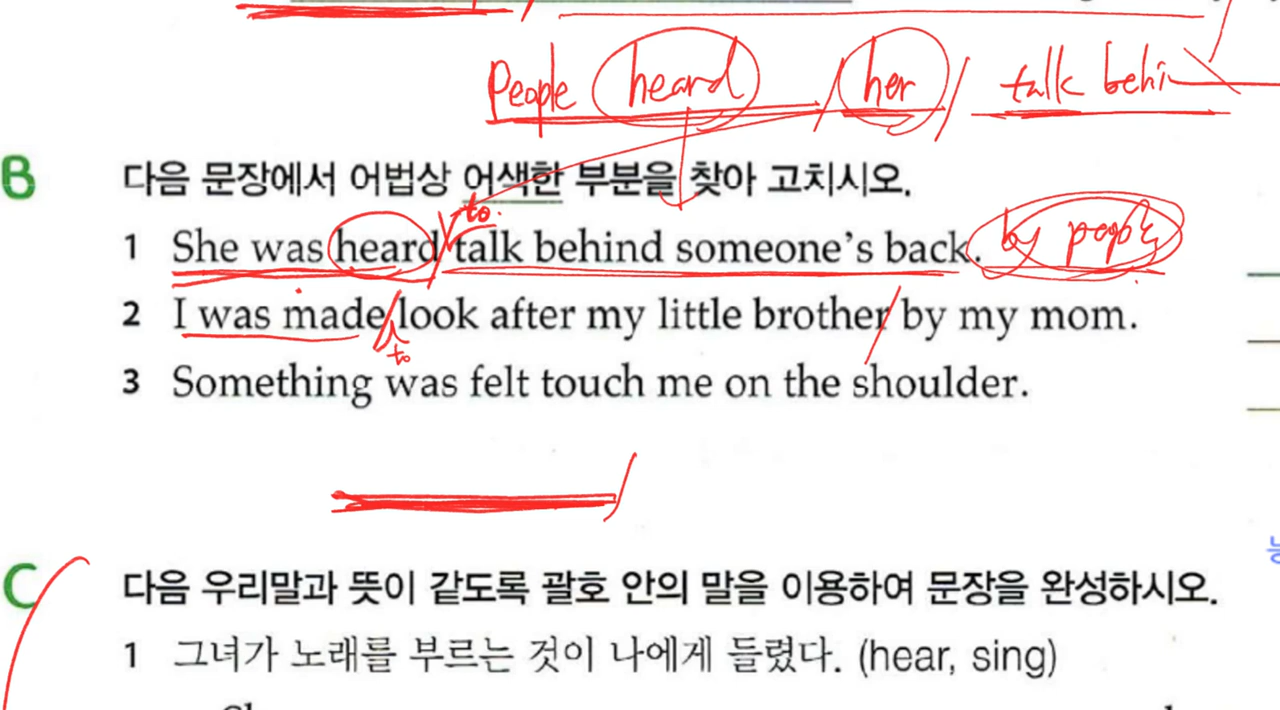 People heard / her / talk behi
B 다음 문장에서 어법상 어색한 부분을 찾아 고치시오.
to.
1 She was heard talk behind someone's back. by people
2 I was made look after my little brother by my mom.
to
3 Something was felt touch me on the shoulder.
C 다음 우리말과 뜻이 같도록 괄호 안의 말을 이용하여 문장을 완성하시오.
1 그녀가 노래를 부르는 것이 나에게 들렸다. (hear, sing)